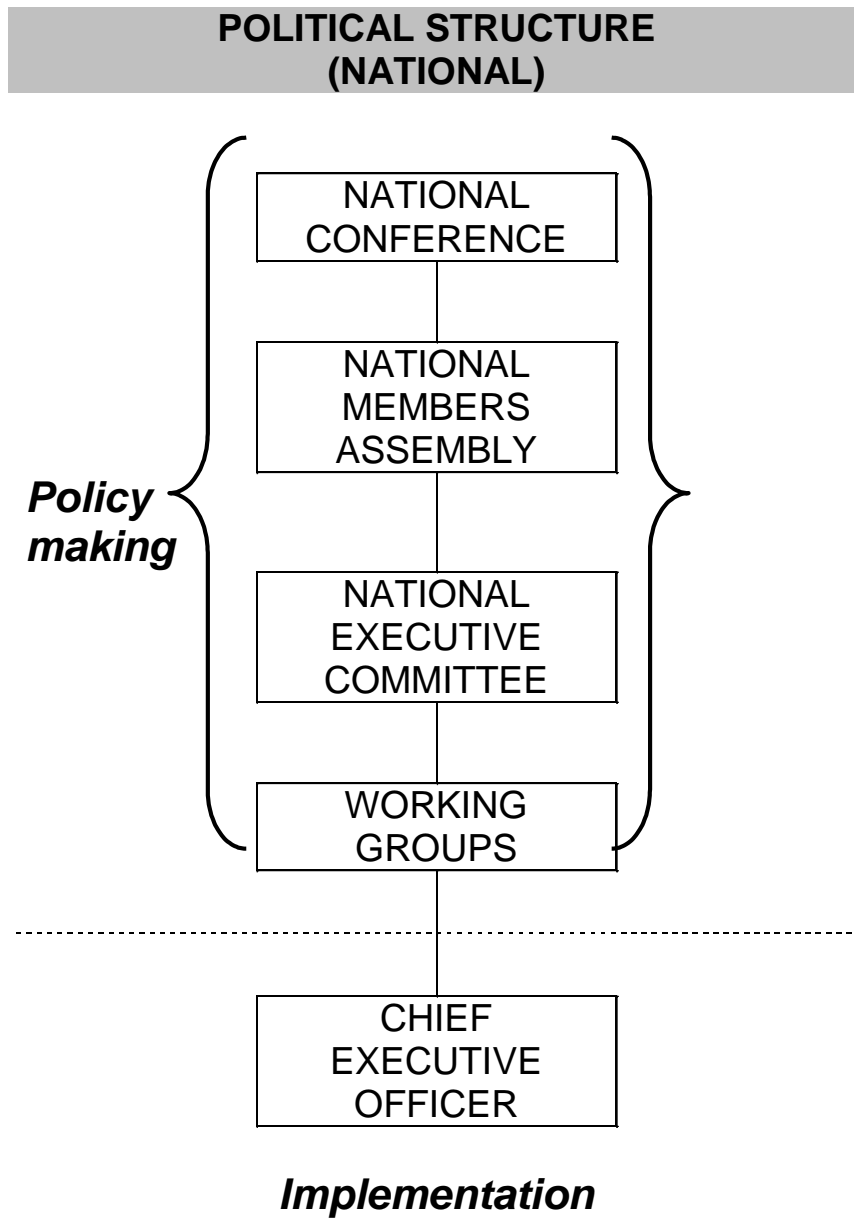 POLITICAL STRUCTURE
(NATIONAL)
NATIONAL
CONFERENCE
NATIONAL
MEMBERS
ASSEMBLY
Policy
making
NATIONAL
EXECUTIVE
COMMITTEE
WORKING
GROUPS
CHIEF
EXECUTIVE
OFFICER
Implementation